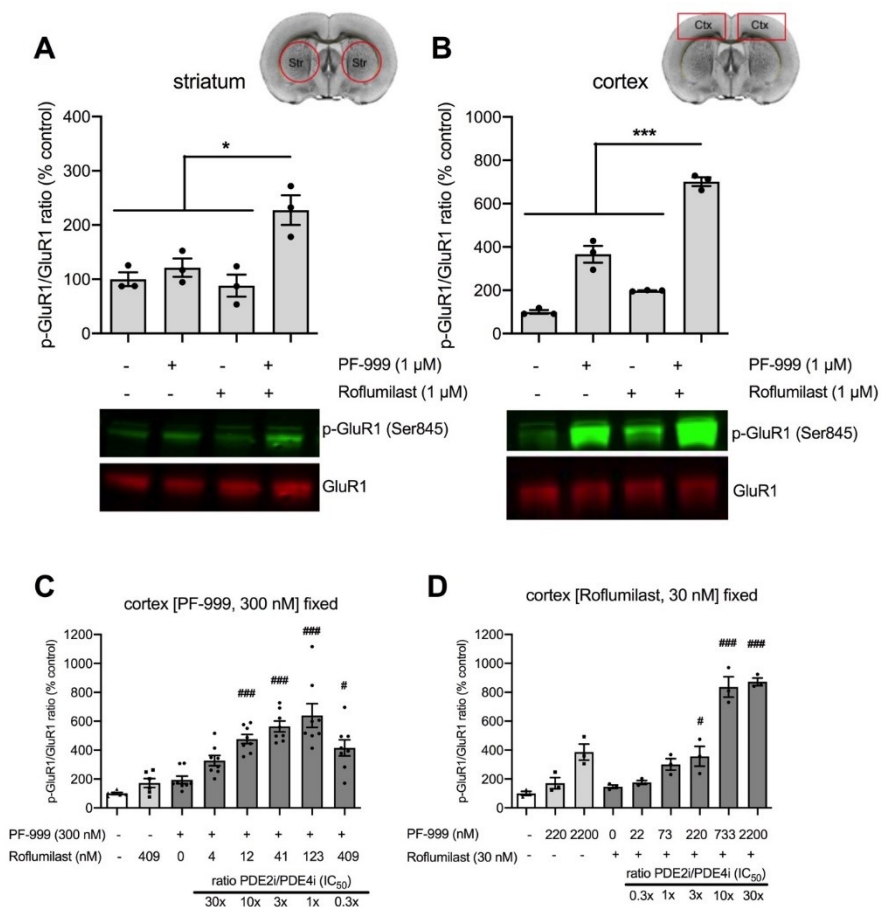 A
Str Str
striatum
p-GluR1/GluR1 ratio (% control)
400
300
200
100
0
*
- + - + PF-999 (1 µM)
- - + + Roflumilast (1 µM)
p-GluR1 (Ser845)
GluR1
B
Ctx Ctx
cortex
p-GluR1/GluR1 ratio (% control)
1000
800
600
400
200
0
***
- + - + PF-999 (1 µM)
- - + + Roflumilast (1 µM)
p-GluR1 (Ser845)
GluR1
C
cortex [PF-999, 300 nM] fixed
p-GluR1/GluR1 ratio (% control)
1200
1000
800
600
400
200
0
### ### ### #
PF-999 (300 nM) - - + + + + + +
Roflumilast (nM) - 409 0 4 12 41 123 409
ratio PDE2i/PDE4i (IC50)
30x 10x 3x 1x 0.3x
D
cortex [Roflumilast, 30 nM] fixed
p-GluR1/GluR1 ratio (% control)
1200
1000
800
600
400
200
0
# ### ###
PF-999 (nM) - 220 2200 0 22 73 220 733 2200
Roflumilast (30 nM) - - - + + + + + +
ratio PDE2i/PDE4i (IC50)
0.3x 1x 3x 10x 30x